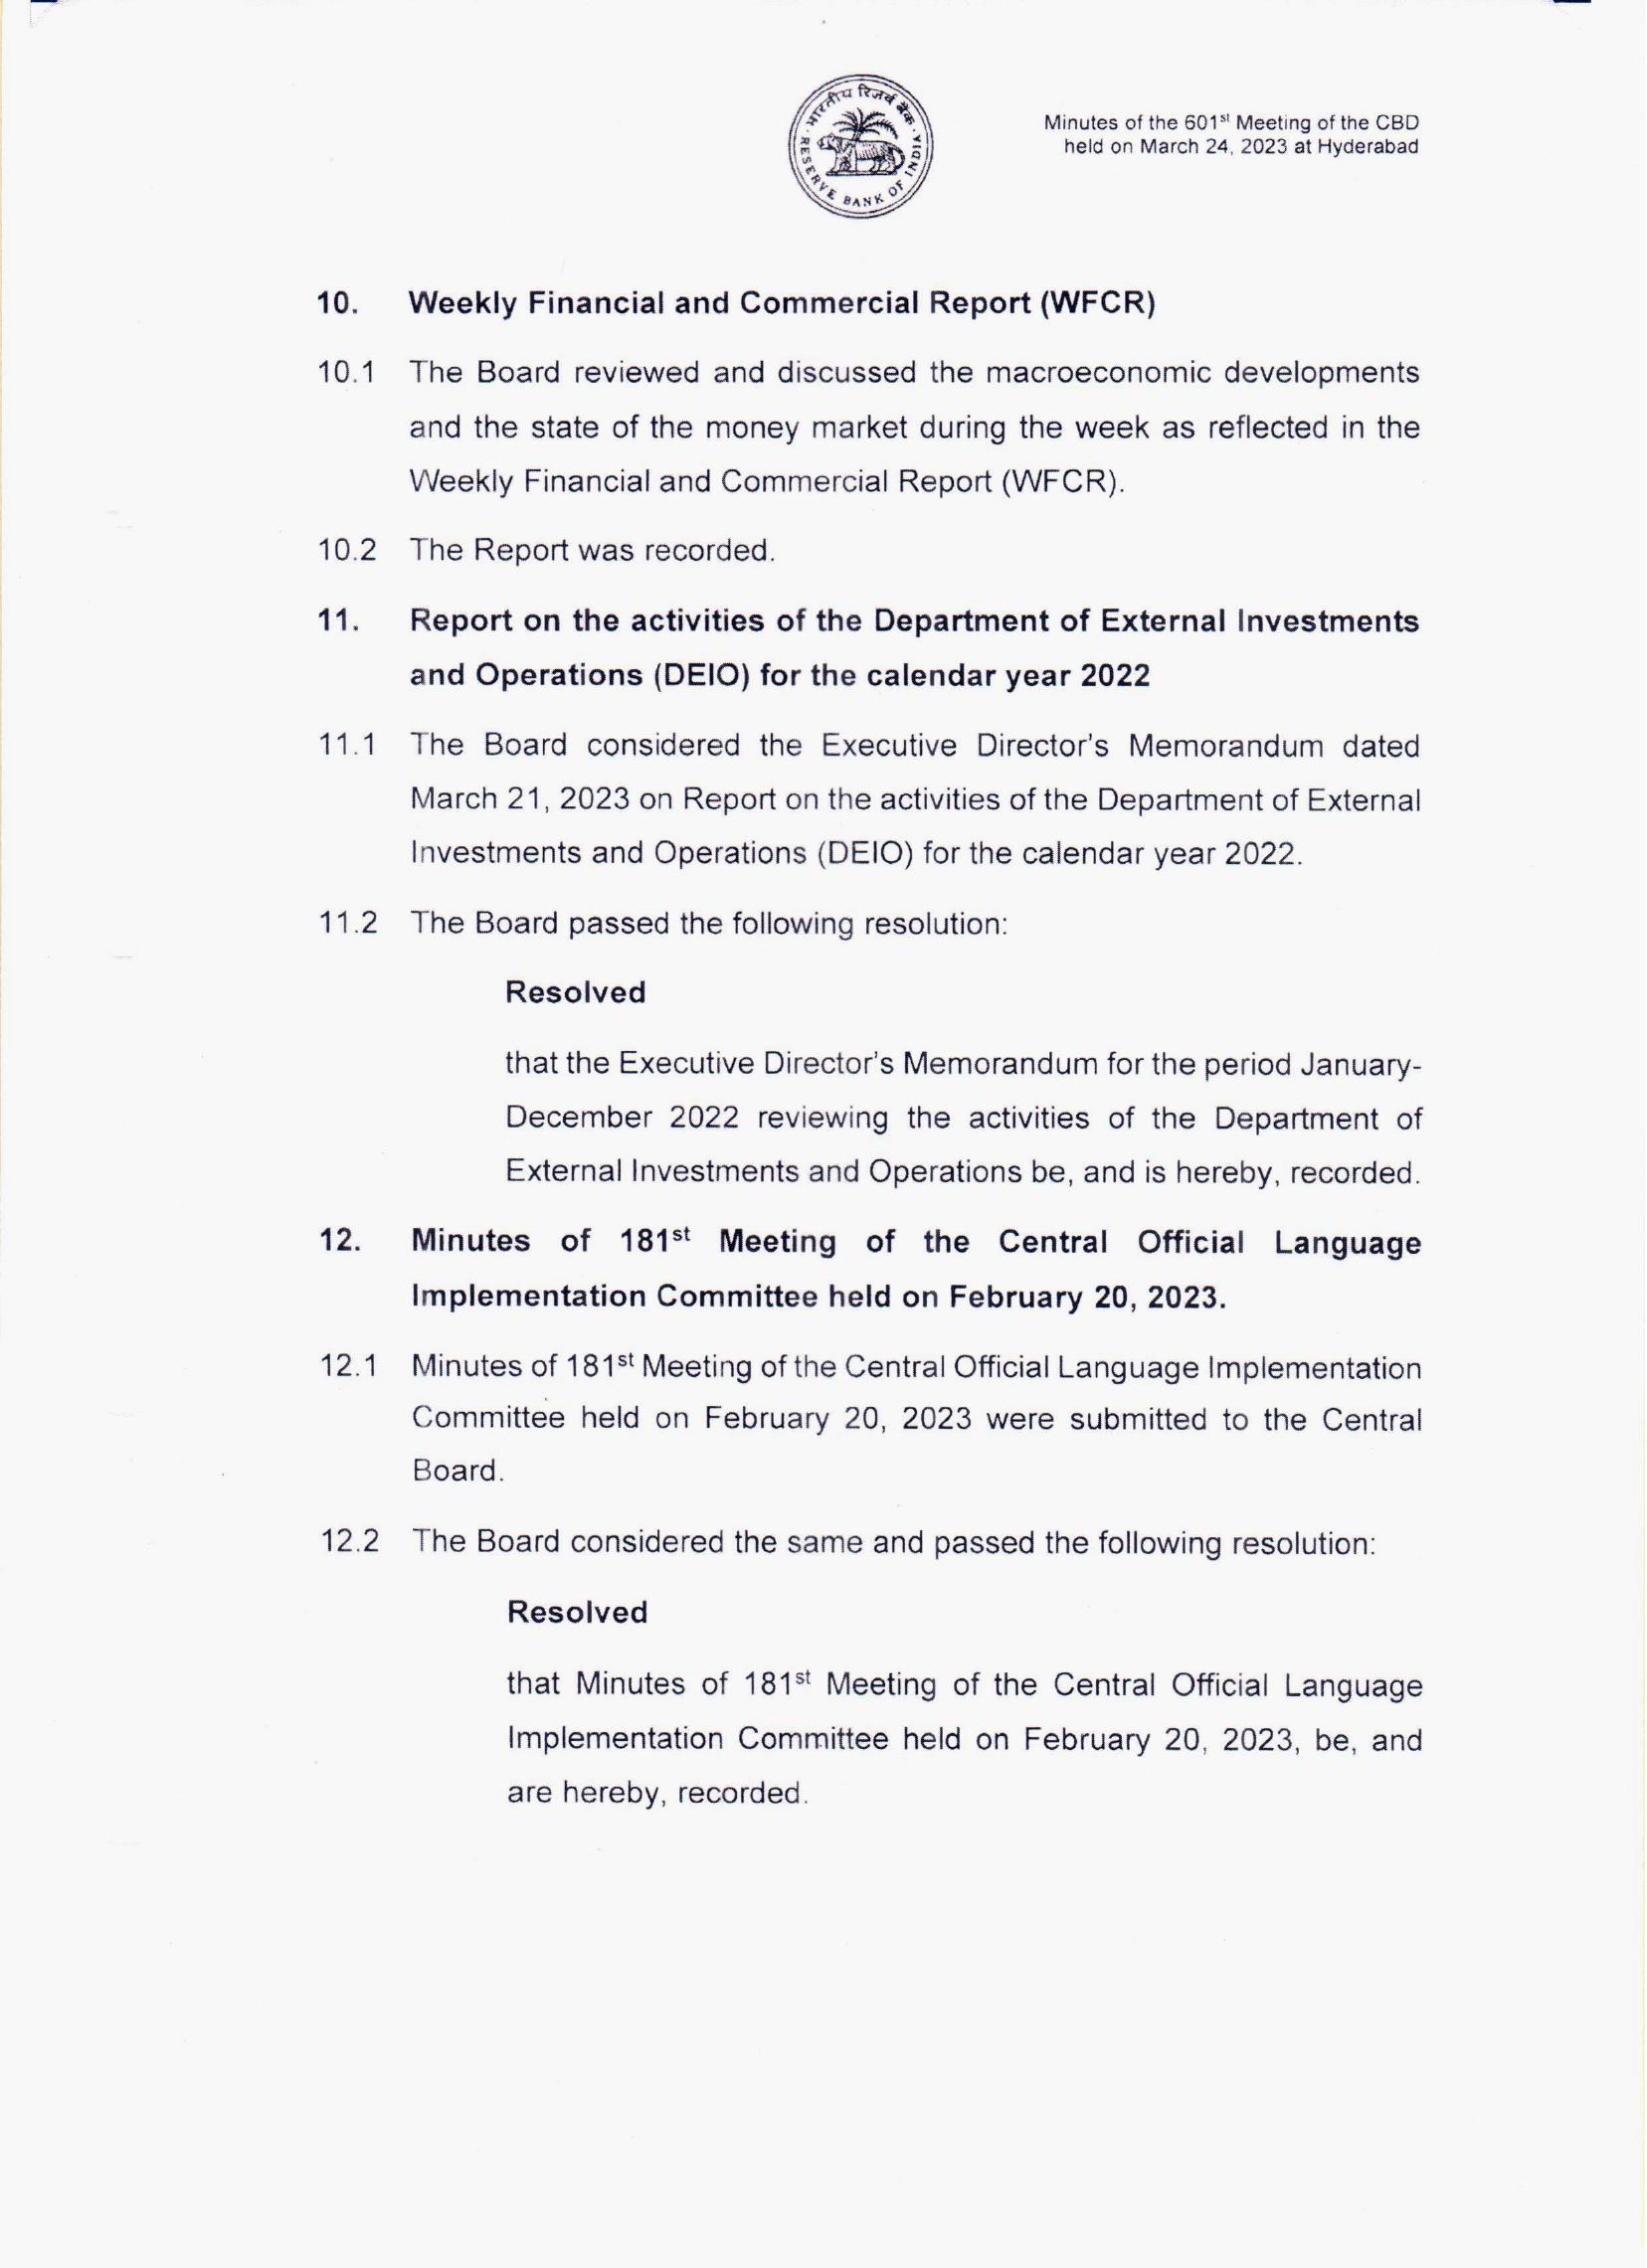 भारतीय रिज़र्व बैंक
RESERVE BANK OF INDIA
Minutes of the 601st Meeting of the CBD
held on March 24, 2023 at Hyderabad
10. Weekly Financial and Commercial Report (WFCR)
10.1 The Board reviewed and discussed the macroeconomic developments
and the state of the money market during the week as reflected in the
Weekly Financial and Commercial Report (WFCR).
10.2 The Report was recorded.
11. Report on the activities of the Department of External Investments
and Operations (DEIO) for the calendar year 2022
11.1 The Board considered the Executive Director's Memorandum dated
March 21, 2023 on Report on the activities of the Department of External
Investments and Operations (DEIO) for the calendar year 2022.
11.2 The Board passed the following resolution:
Resolved
that the Executive Director's Memorandum for the period January-
December 2022 reviewing the activities of the Department of
External Investments and Operations be, and is hereby, recorded.
12. Minutes of 181st Meeting of the Central Official Language
Implementation Committee held on February 20, 2023.
12.1 Minutes of 181st Meeting of the Central Official Language Implementation
Committee held on February 20, 2023 were submitted to the Central
Board.
12.2 The Board considered the same and passed the following resolution:
Resolved
that Minutes of 181st Meeting of the Central Official Language
Implementation Committee held on February 20, 2023, be, and
are hereby, recorded.